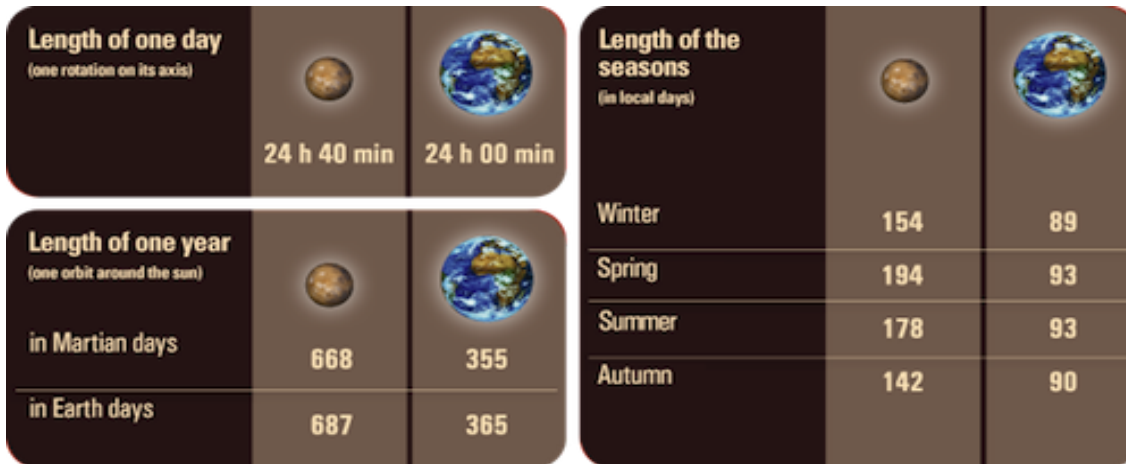 Length of one day
(one rotation on its axis)
24 h 40 min 24 h 00 min
Length of one year
(one orbit around the sun)
in Martian days 668 355
in Earth days 687 365
Length of the
seasons
(in local days)
Winter 154 89
Spring 194 93
Summer 178 93
Autumn 142 90